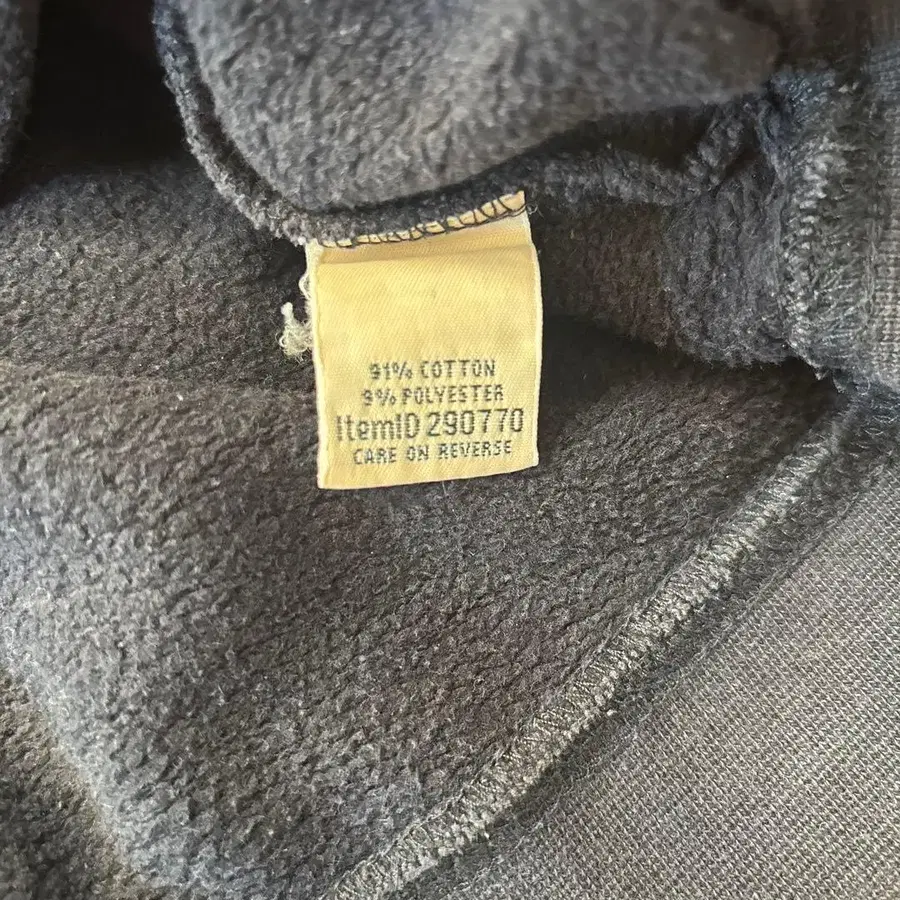 91% COTTON
9% POLYESTER
ItemID 290770
CARE ON REVERSE